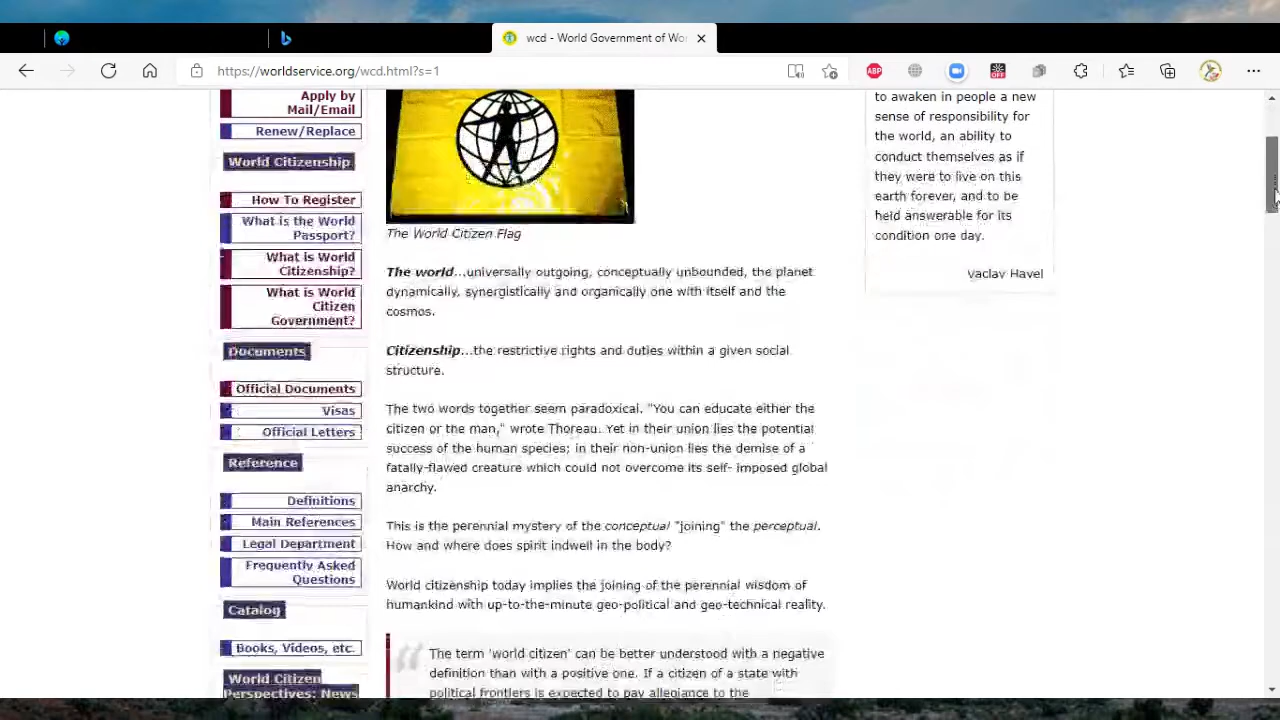 wcd - World Government of Wor
https://worldservice.org/wcd.html?s=1
ABP
OFF
Apply by
Mail/Email
Renew/Replace
World Citizenship
How To Register
What is the World
Passport?
What is World
Citizenship?
What is World
Citizen
Government?
Documents
Official Documents
Visas
Official Letters
Reference
Definitions
Main References
Legal Department
Frequently Asked
Questions
Catalog
Books, Videos, etc.
World Citizen
Perspectives: News
The World Citizen Flag
The world...universally outgoing, conceptually unbounded, the planet
dynamically, synergistically and organically one with itself and the
cosmos.
Citizenship...the restrictive rights and duties within a given social
structure.
The two words together seem paradoxical. "You can educate either the
citizen or the man," wrote Thoreau. Yet in their union lies the potential
success of the human species; in their non-union lies the demise of a
fatally-flawed creature which could not overcome its self- imposed global
anarchy.
This is the perennial mystery of the conceptual "joining" the perceptual.
How and where does spirit indwell in the body?
World citizenship today implies the joining of the perennial wisdom of
humankind with up-to-the-minute geo-political and geo-technical reality.
The term 'world citizen' can be better understood with a negative
definition than with a positive one. If a citizen of a state with
political frontiers is expected to pay allegiance to the
to awaken in people a new
sense of responsibility for
the world, an ability to
conduct themselves as if
they were to live on this
earth forever, and to be
held answerable for its
condition one day.
Vaclav Havel